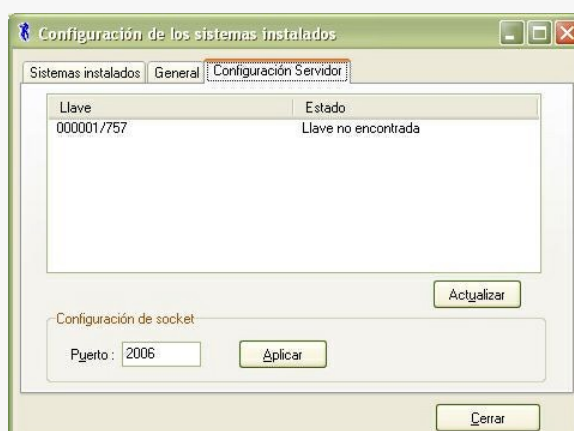 Configuración de los sistemas instalados
Sistemas instalados General Configuración Servidor
Llave Estado
000001/757 Llave no encontrada
Actualizar
Configuración de socket
Puerto : 2006 Aplicar
Cerrar